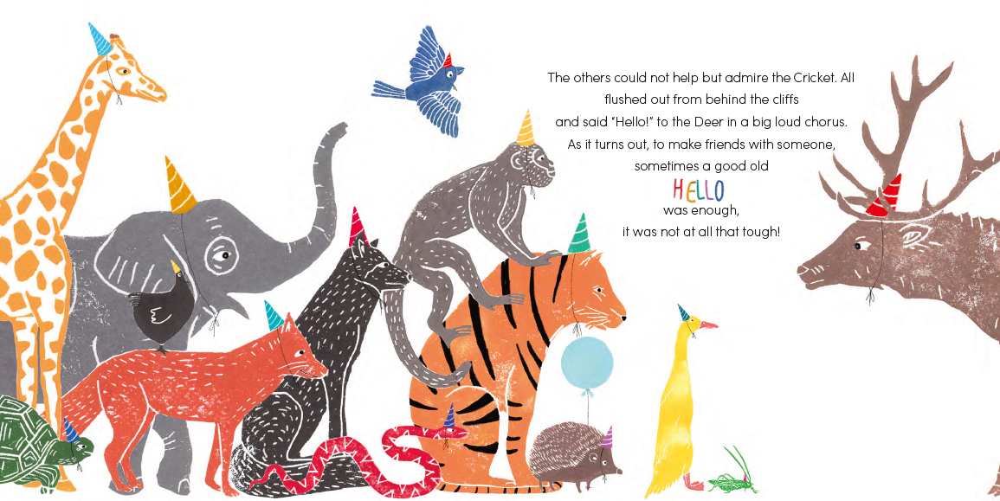 The others could not help but admire the Cricket. All
flushed out from behind the cliffs
and said “Hello!” to the Deer in a big loud chorus.
As it turns out, to make friends with someone,
sometimes a good old
HELLO
was enough,
it was not at all that tough!